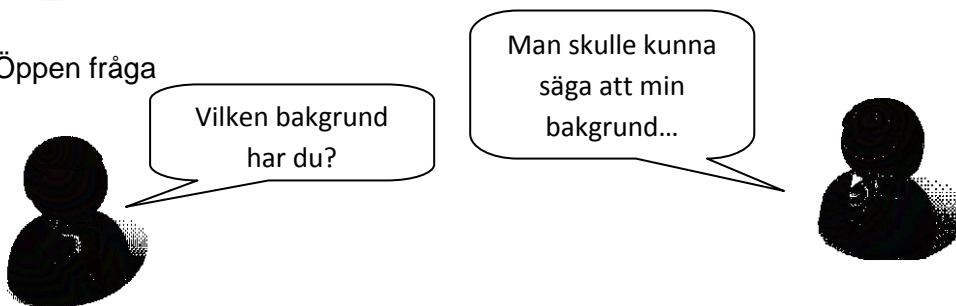 Öppen fråga
Vilken bakgrund
har du?
Man skulle kunna
säga att min
bakgrund...